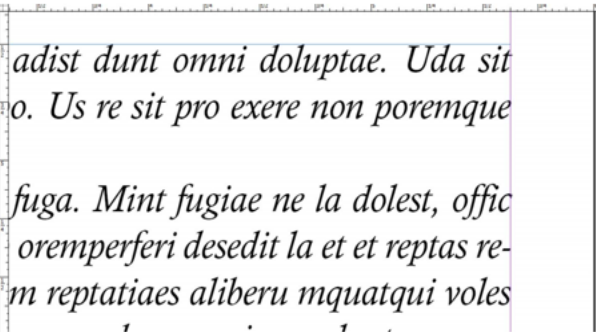 adist dunt omni doluptae. Uda sit
o. Us re sit pro exere non poremque
fuga. Mint fugiae ne la dolest, offic
oremperferi desedit la et et reptas re-
m reptatiaes aliberu mquatqui voles